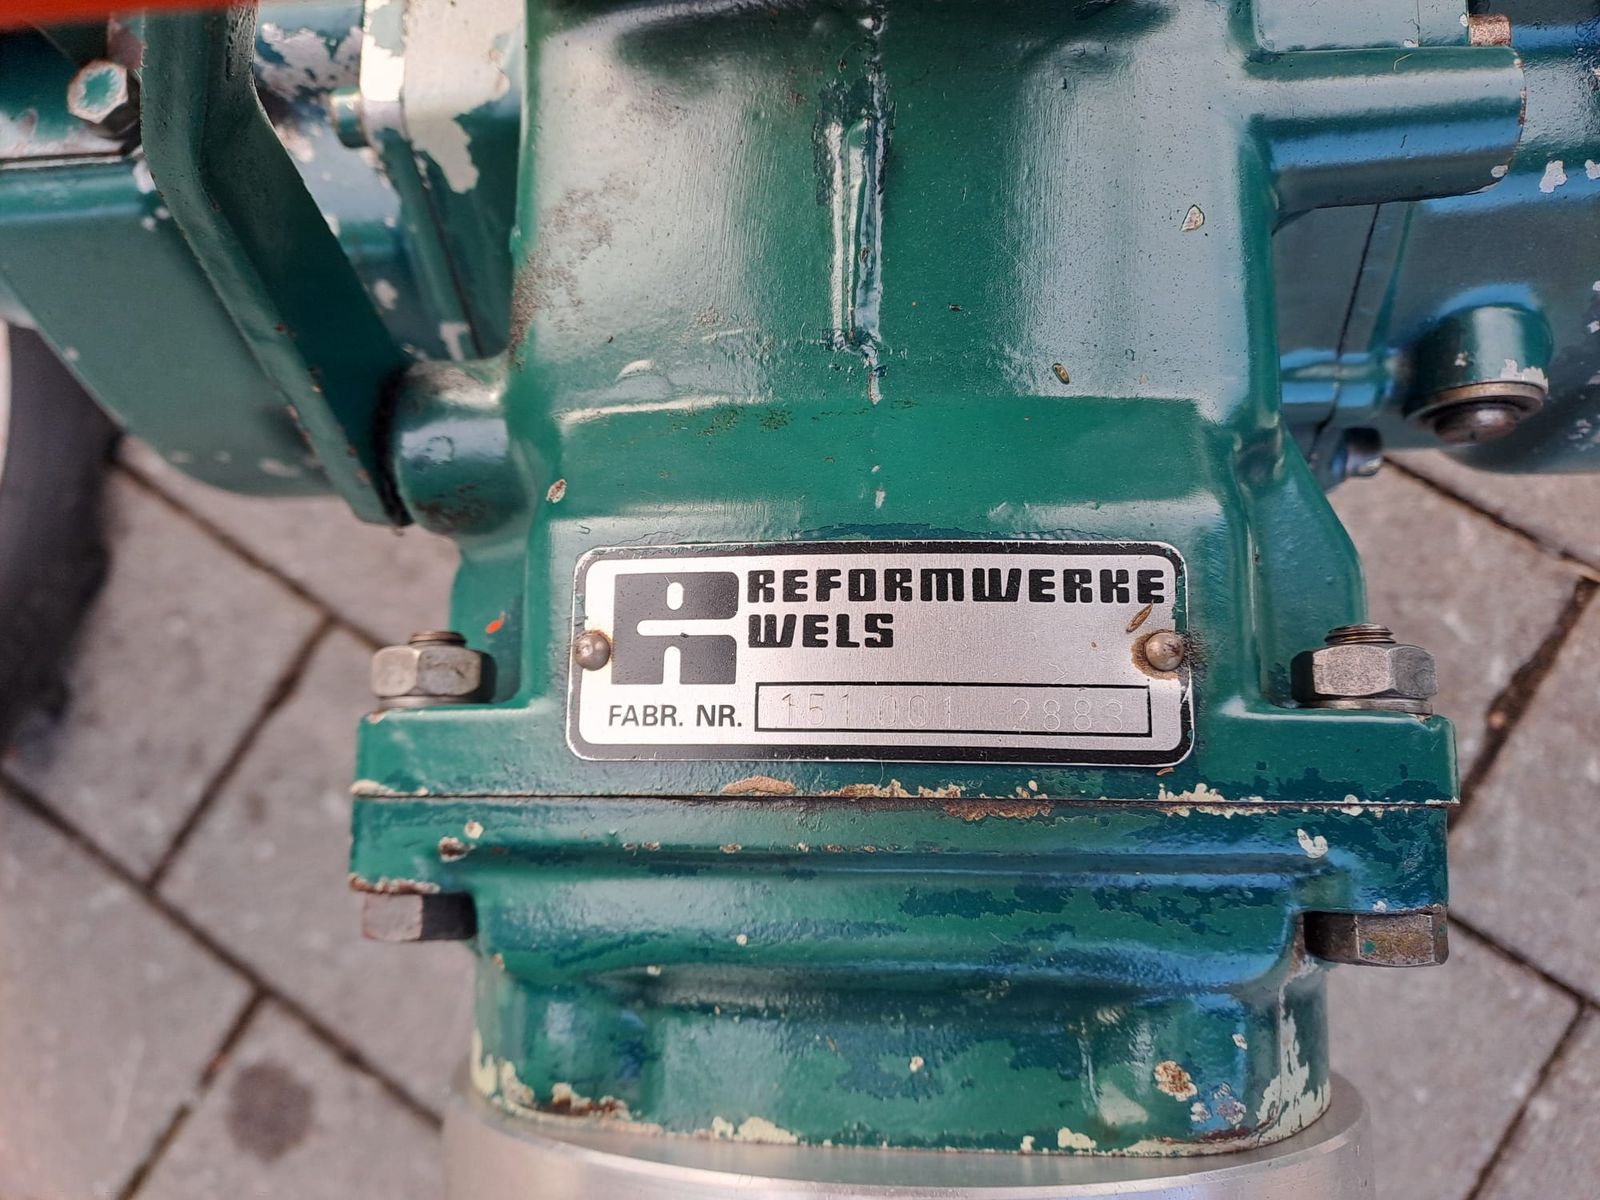 REFORMWERKE
WELS
FABR. NR. 151 001 2883